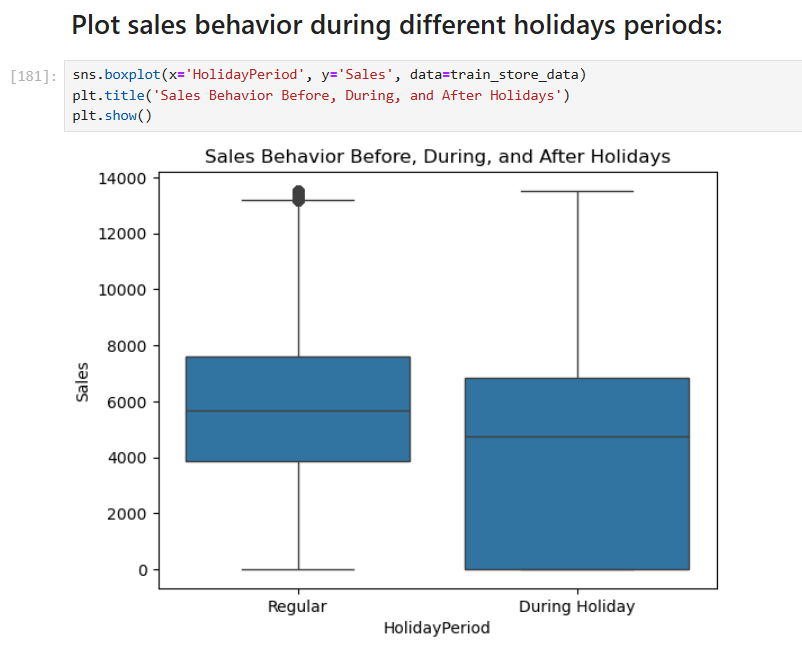 Plot sales behavior during different holidays periods:
[181]:
sns.boxplot(x='HolidayPeriod', y='Sales', data=train_store_data)
plt.title('Sales Behavior Before, During, and After Holidays')
plt.show()
Sales Behavior Before, During, and After Holidays
14000
12000
10000
8000
6000
4000
2000
0
Sales
Regular
During Holiday
HolidayPeriod